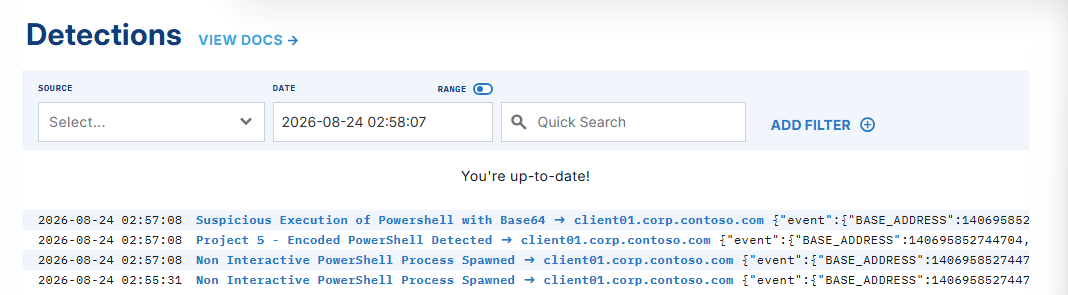 Detections VIEW DOCS →
SOURCE DATE RANGE
Select... 2026-08-24 02:58:07 Quick Search ADD FILTER
You're up-to-date!
2026-08-24 02:57:08 Suspicious Execution of Powershell with Base64 → client01.corp.contoso.com {"event":{"BASE_ADDRESS":140695852
2026-08-24 02:57:08 Project 5 - Encoded PowerShell Detected → client01.corp.contoso.com {"event":{"BASE_ADDRESS":140695852744704,
2026-08-24 02:57:08 Non Interactive PowerShell Process Spawned → client01.corp.contoso.com {"event":{"BASE_ADDRESS":1406958527447
2026-08-24 02:55:31 Non Interactive PowerShell Process Spawned → client01.corp.contoso.com {"event":{"BASE_ADDRESS":1406958527447